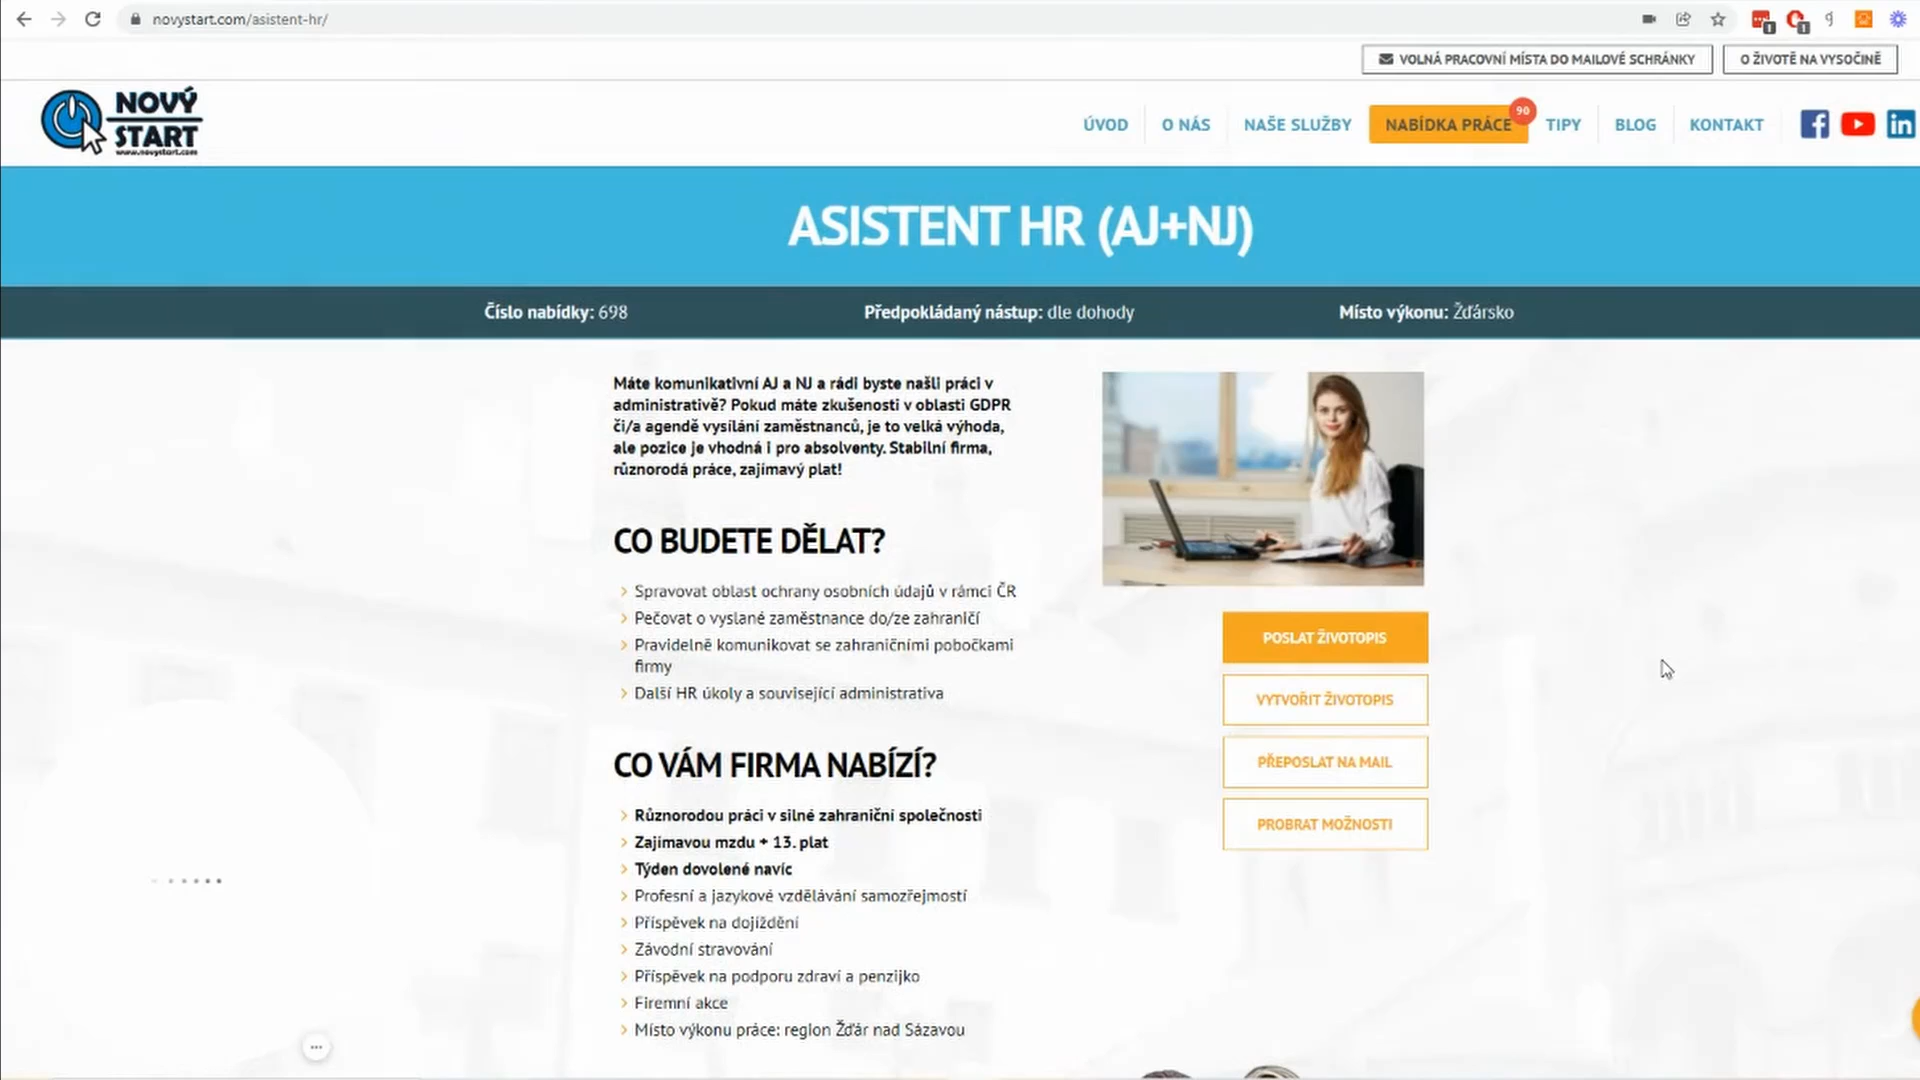 novystart.com/asistent-hr/
VOLNÁ PRACOVNÍ MÍSTA DO MAILOVÉ SCHRÁNKY
O ŽIVOTĚ NA VYSOČINĚ
NOVÝ
START
www.novystart.com
ÚVOD
O NÁS
NAŠE SLUŽBY
NABÍDKA PRÁCE
90
TIPY
BLOG
KONTAKT
ASISTENT HR (AJ+NJ)
Číslo nabídky: 698
Předpokládaný nástup: dle dohody
Místo výkonu: Žďársko
Máte komunikativní AJ a NJ a rádi byste našli práci v
administrativě? Pokud máte zkušenosti v oblasti GDPR
či/a agendě vysílání zaměstnanců, je to velká výhoda,
ale pozice je vhodná i pro absolventy. Stabilní firma,
různorodá práce, zajímavý plat!
CO BUDETE DĚLAT?
Spravovat oblast ochrany osobních údajů v rámci ČR
Pečovat o vyslané zaměstnance do/ze zahraničí
Pravidelně komunikovat se zahraničními pobočkami
firmy
Další HR úkoly a související administrativa
CO VÁM FIRMA NABÍZÍ?
Různorodou práci v silné zahraniční společnosti
Zajímavou mzdu + 13. plat
Týden dovolené navíc
Profesní a jazykové vzdělávání samozřejmostí
Příspěvek na dojíždění
Závodní stravování
Příspěvek na podporu zdraví a penzijko
Firemní akce
Místo výkonu práce: region Žďár nad Sázavou
POSLAT ŽIVOTOPIS
VYTVOŘIT ŽIVOTOPIS
PŘEPOSLAT NA MAIL
PROBRAT MOŽNOSTI